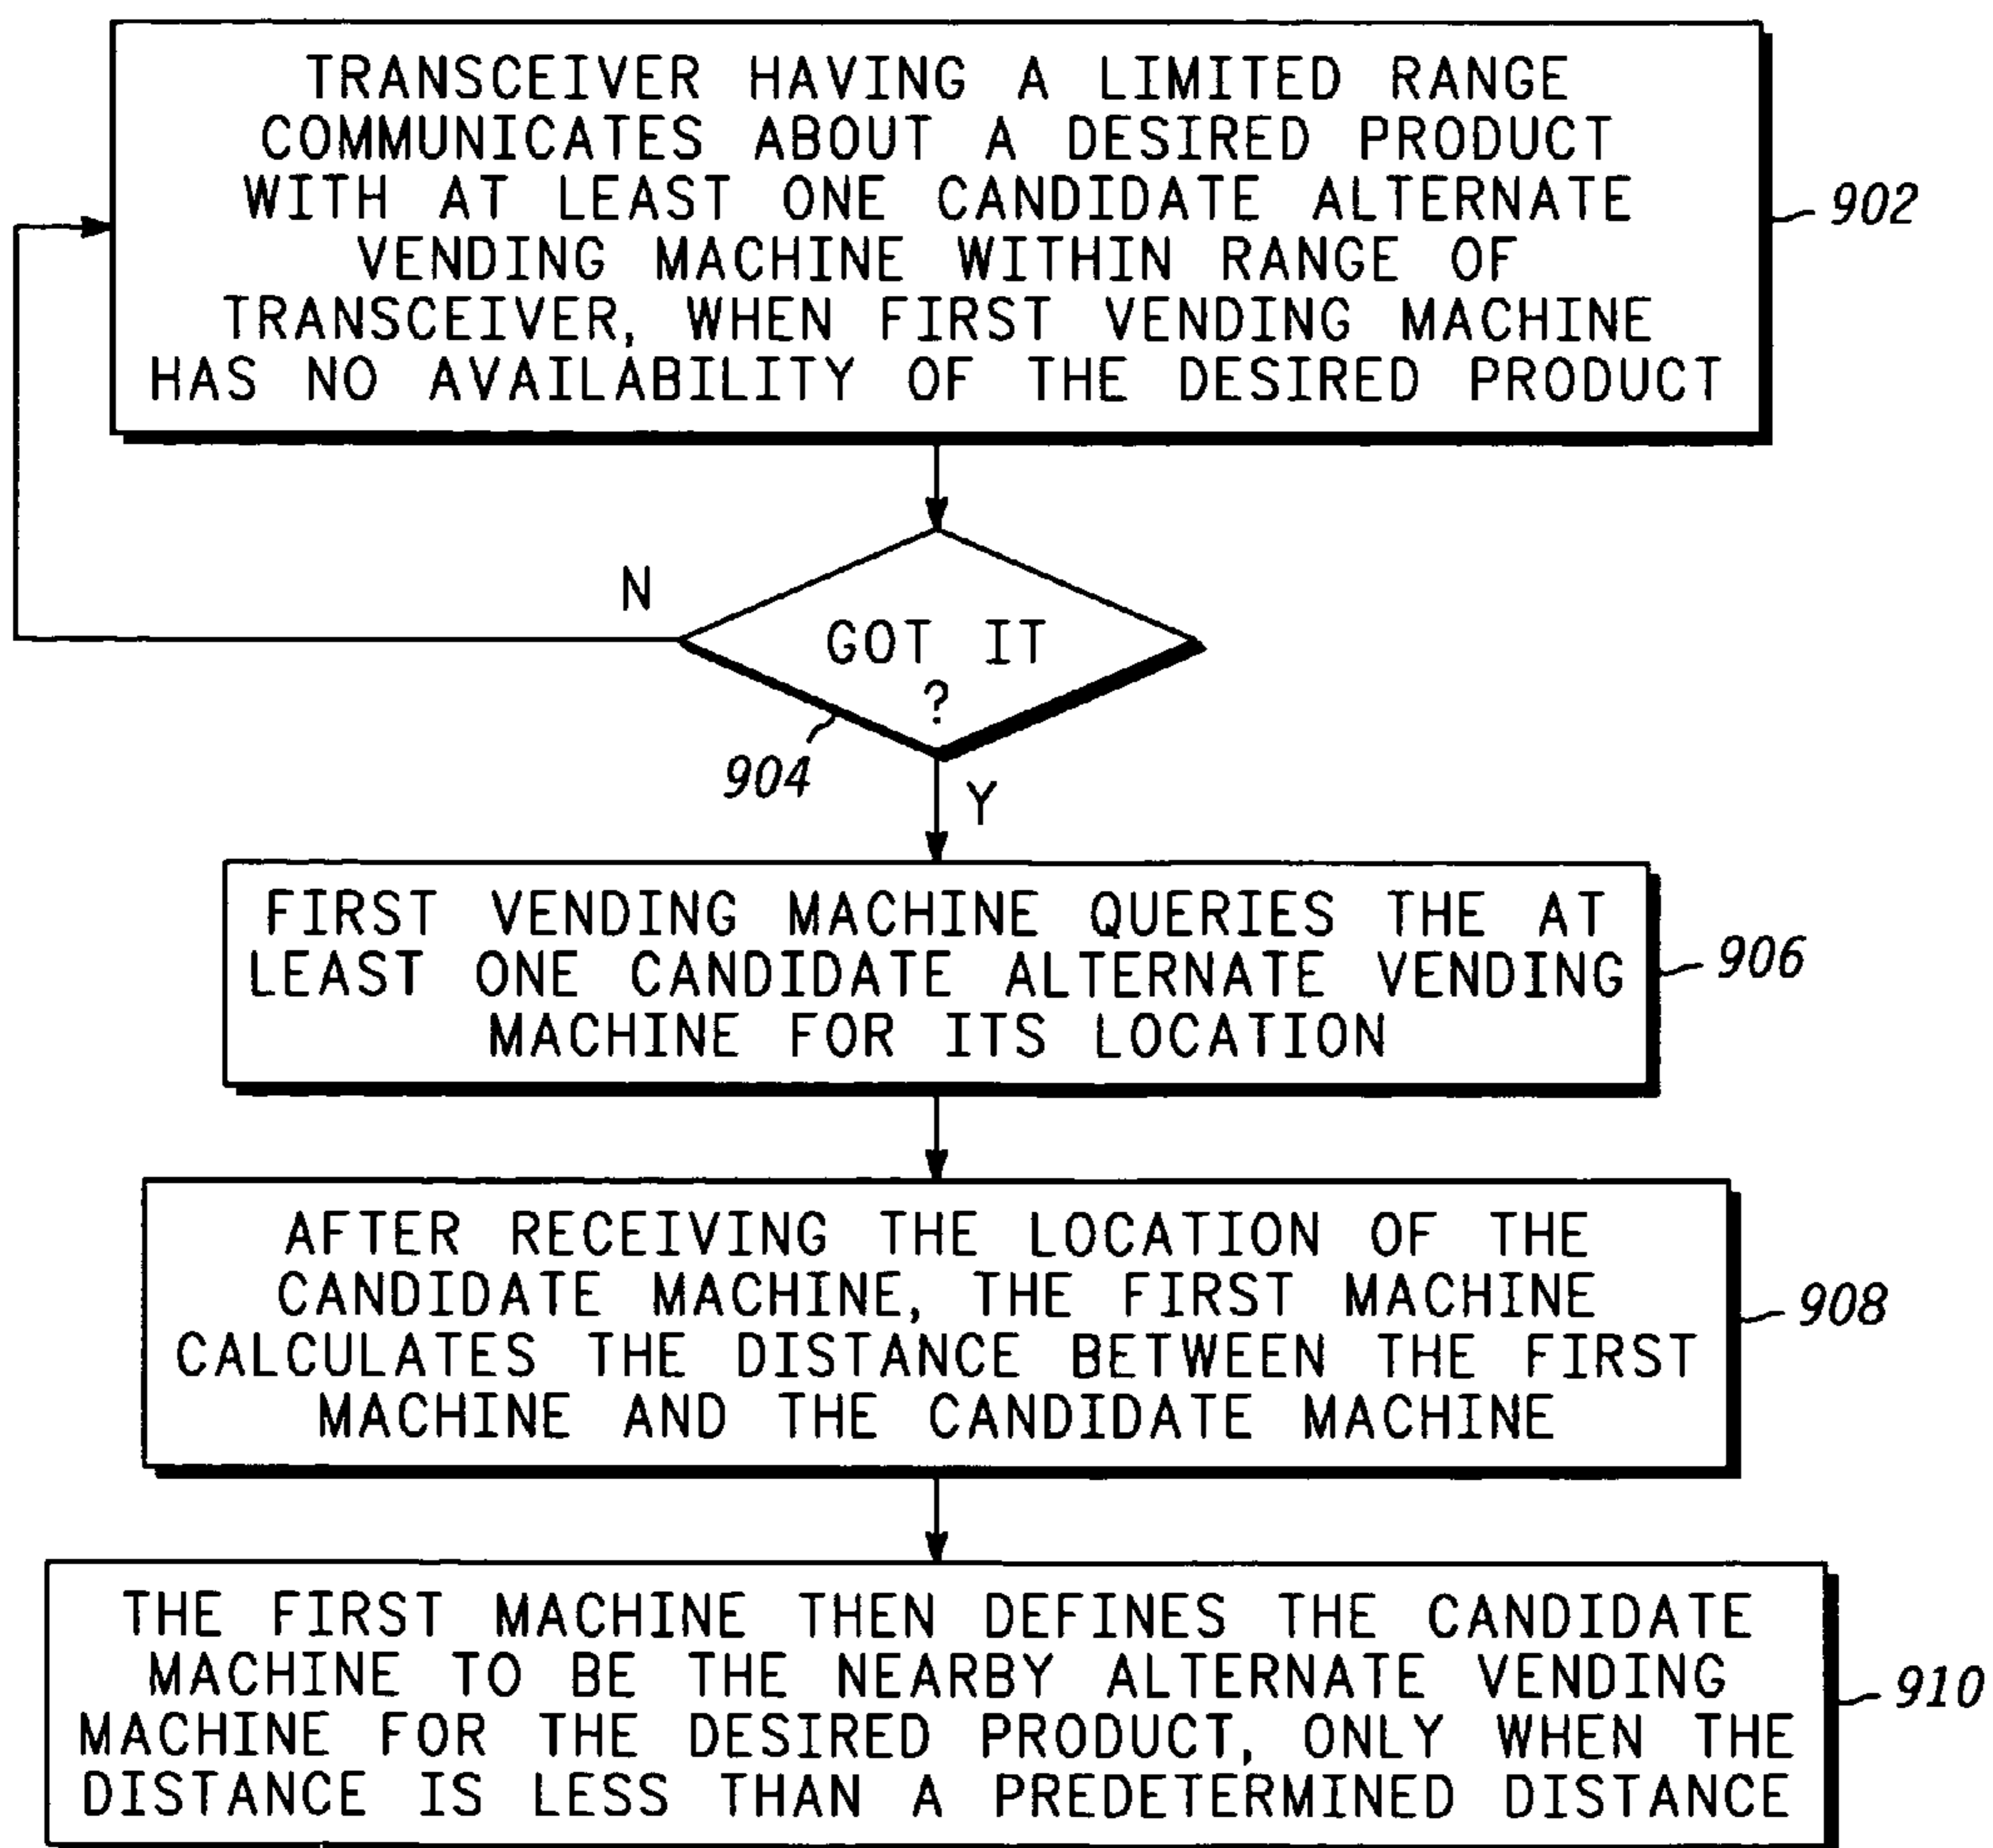 TRANSCEIVER HAVING A LIMITED RANGE
COMMUNICATES ABOUT A DESIRED PRODUCT
WITH AT LEAST ONE CANDIDATE ALTERNATE
VENDING MACHINE WITHIN RANGE OF
TRANSCEIVER, WHEN FIRST VENDING MACHINE
HAS NO AVAILABILITY OF THE DESIRED PRODUCT
902
N
GOT IT
?
904
Y
FIRST VENDING MACHINE QUERIES THE AT
LEAST ONE CANDIDATE ALTERNATE VENDING
MACHINE FOR ITS LOCATION
906
AFTER RECEIVING THE LOCATION OF THE
CANDIDATE MACHINE, THE FIRST MACHINE
CALCULATES THE DISTANCE BETWEEN THE FIRST
MACHINE AND THE CANDIDATE MACHINE
908
THE FIRST MACHINE THEN DEFINES THE CANDIDATE
MACHINE TO BE THE NEARBY ALTERNATE VENDING
MACHINE FOR THE DESIRED PRODUCT, ONLY WHEN THE
DISTANCE IS LESS THAN A PREDETERMINED DISTANCE
910